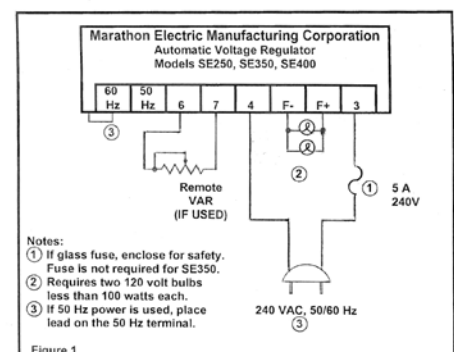 Marathon Electric Manufacturing Corporation
Automatic Voltage Regulator
Models SE250, SE350, SE400
60 Hz
50 Hz
6
7
4
F-
F+
3
3
Remote
VAR
(IF USED)
2
1
5 A
240V
Notes:
1 If glass fuse, enclose for safety.
Fuse is not required for SE350.
2 Requires two 120 volt bulbs
less than 100 watts each.
3 If 50 Hz power is used, place
lead on the 50 Hz terminal.
240 VAC, 50/60 Hz
3
Figure 1